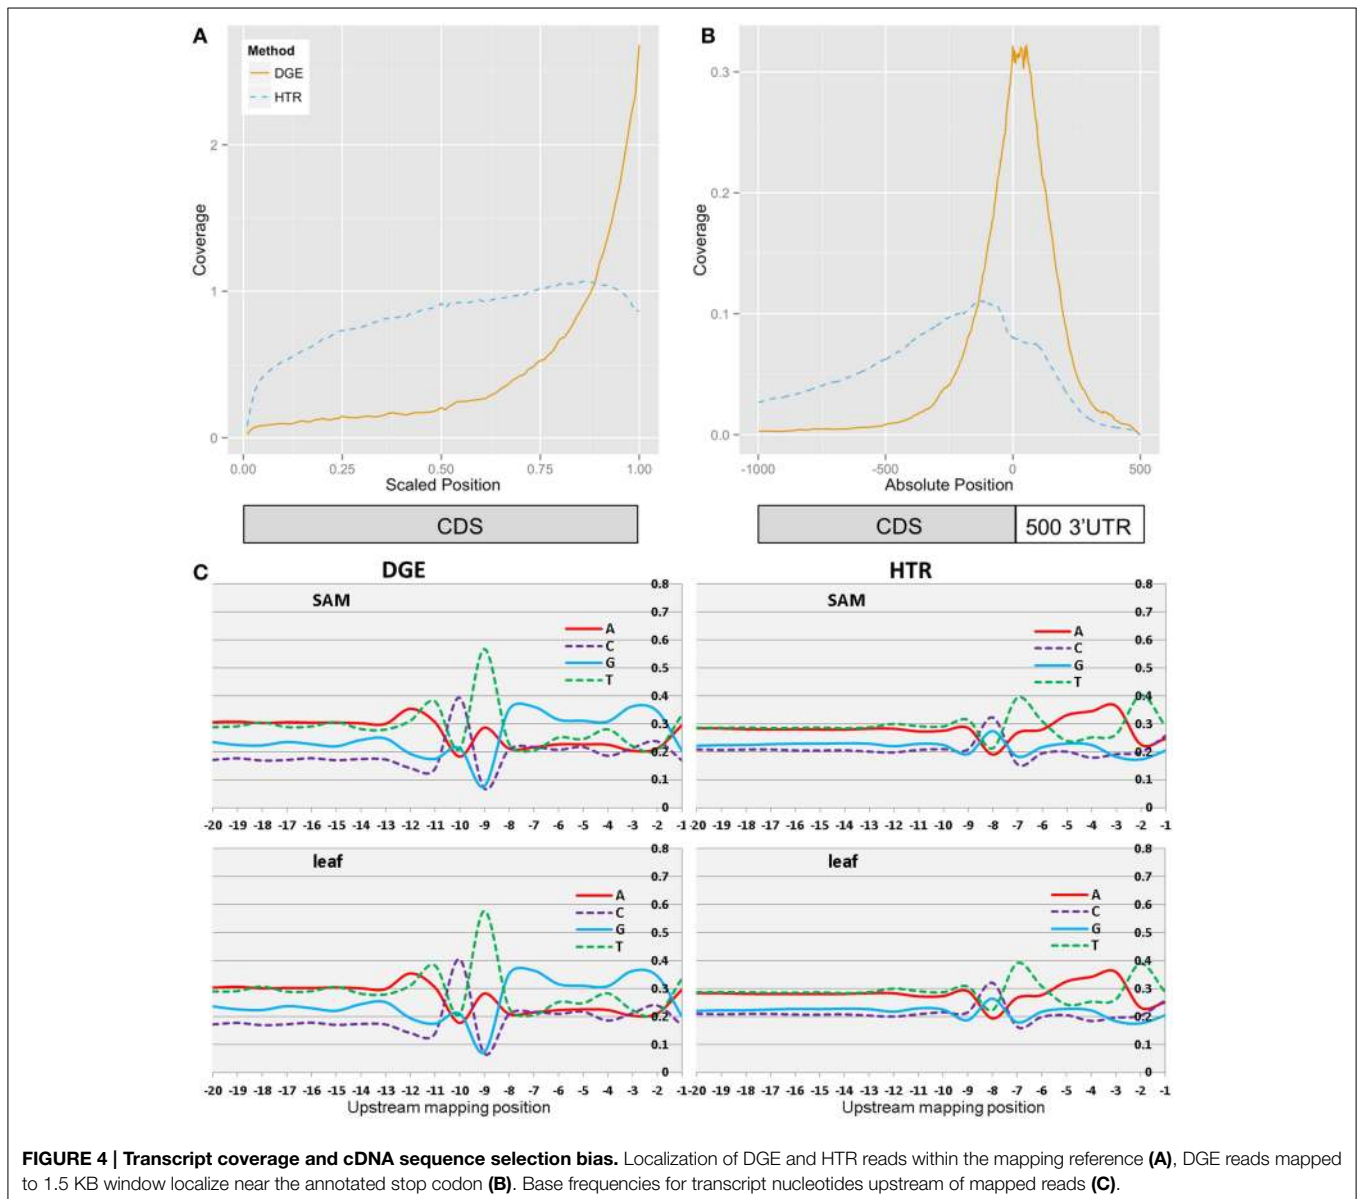 A
Method
DGE
HTR
Coverage
2
1
0
0.00 0.25 0.50 0.75 1.00
Scaled Position
CDS
B
Coverage
0.3
0.2
0.1
0.0
-1000 -500 0 500
Absolute Position
CDS 500 3'UTR
C
DGE
SAM
A
C
G
T
0.8
0.7
0.6
0.5
0.4
0.3
0.2
0.1
0
-20 -19 -18 -17 -16 -15 -14 -13 -12 -11 -10 -9 -8 -7 -6 -5 -4 -3 -2 -1
HTR
SAM
A
C
G
T
0.8
0.7
0.6
0.5
0.4
0.3
0.2
0.1
0
-20 -19 -18 -17 -16 -15 -14 -13 -12 -11 -10 -9 -8 -7 -6 -5 -4 -3 -2 -1
leaf
A
C
G
T
0.8
0.7
0.6
0.5
0.4
0.3
0.2
0.1
0
-20 -19 -18 -17 -16 -15 -14 -13 -12 -11 -10 -9 -8 -7 -6 -5 -4 -3 -2 -1
Upstream mapping position
leaf
A
C
G
T
0.8
0.7
0.6
0.5
0.4
0.3
0.2
0.1
0
-20 -19 -18 -17 -16 -15 -14 -13 -12 -11 -10 -9 -8 -7 -6 -5 -4 -3 -2 -1
Upstream mapping position
FIGURE 4 | Transcript coverage and cDNA sequence selection bias. Localization of DGE and HTR reads within the mapping reference (A), DGE reads mapped
to 1.5 KB window localize near the annotated stop codon (B). Base frequencies for transcript nucleotides upstream of mapped reads (C).